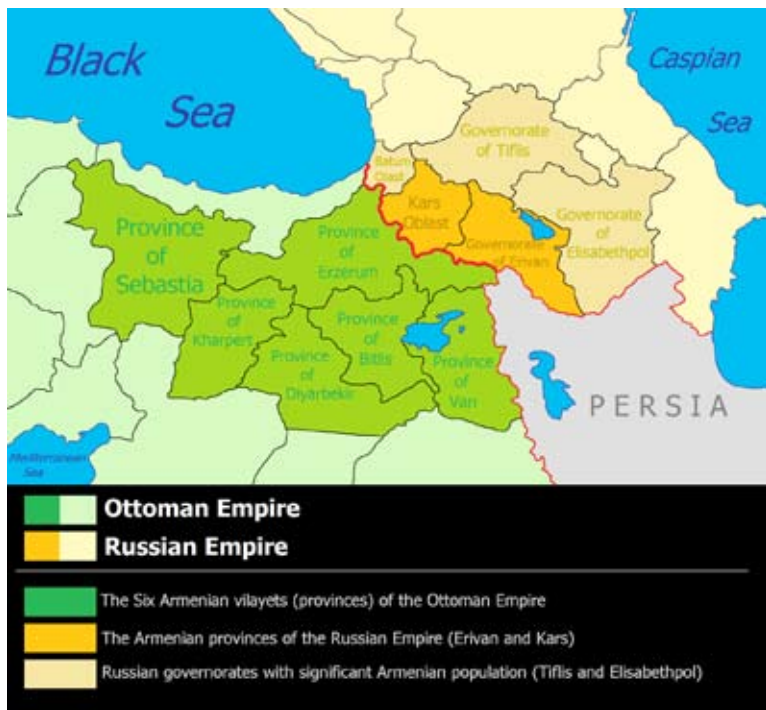 Black
Sea
Caspian
Sea
Governorate
of Tiflis
Batum
Olast
Kars
Oblast
Governorate
of Erivan
Governorate
of
Elisabethpol
Province
of
Sebastia
Province
of
Erzerum
Province
of
Kharpers
Province
of
Bitlis
Province
of
Diyarbekir
Province
of
Van
PERSIA
Mediterranean
Sea
Ottoman Empire
Russian Empire
The Six Armenian vilayets (provinces) of the Ottoman Empire
The Armenian provinces of the Russian Empire (Erivan and Kars)
Russian governorates with significant Armenian population (Tiflis and Elisabethpol)